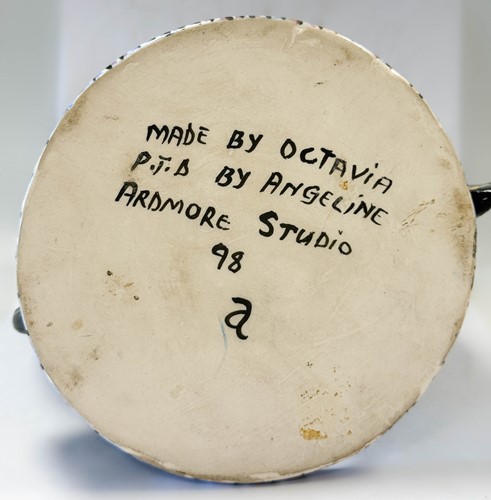 MADE BY OCTAVIA
P.T.D BY ANGELINE
ARDMORE STUDIO
98
a